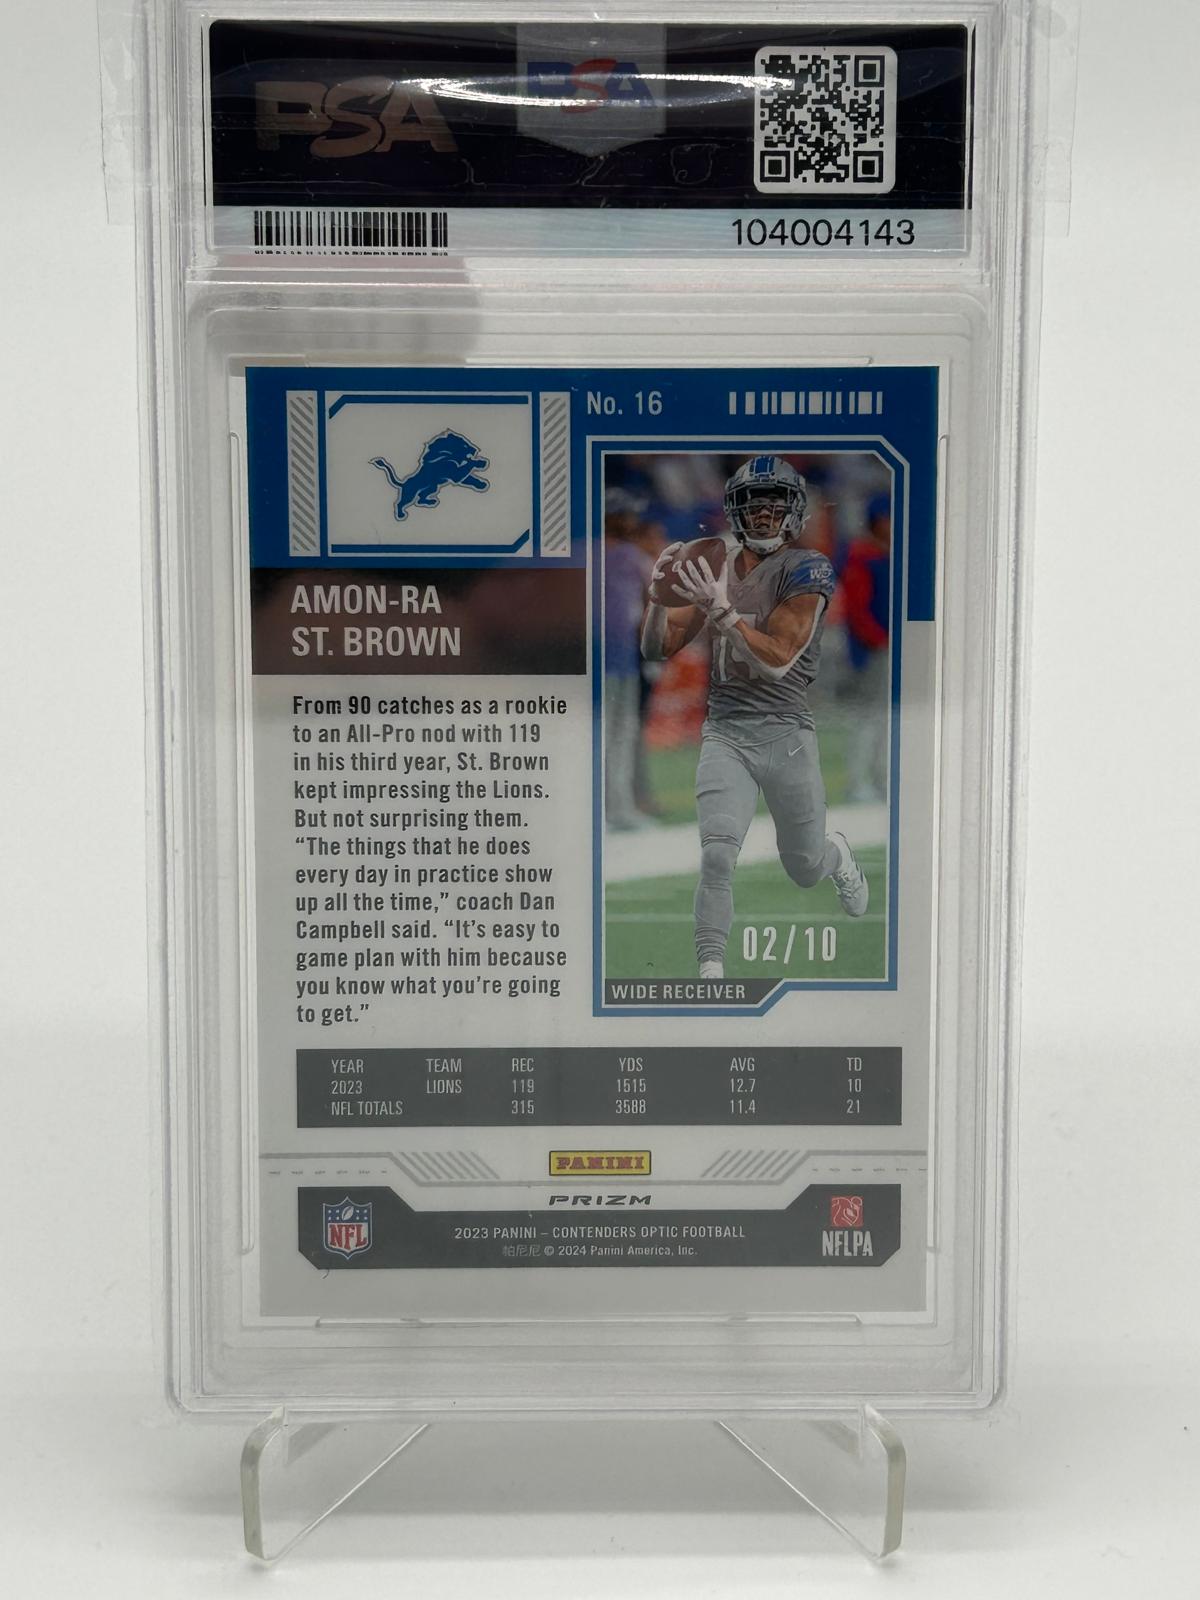 PSA
PSA
104004143
No. 16
AMON-RA
ST. BROWN
From 90 catches as a rookie
to an All-Pro nod with 119
in his third year, St. Brown
kept impressing the Lions.
But not surprising them.
“The things that he does
every day in practice show
up all the time,” coach Dan
Campbell said. “It’s easy to
game plan with him because
you know what you’re going
to get.”
02/10
WIDE RECEIVER
YEAR TEAM REC YDS AVG TD
2023 LIONS 119 1515 12.7 10
NFL TOTALS 315 3588 11.4 21
PANINI
PRIZM
NFL
2023 PANINI – CONTENDERS OPTIC FOOTBALL
帕尼尼 © 2024 Panini America, Inc.
NFLPA